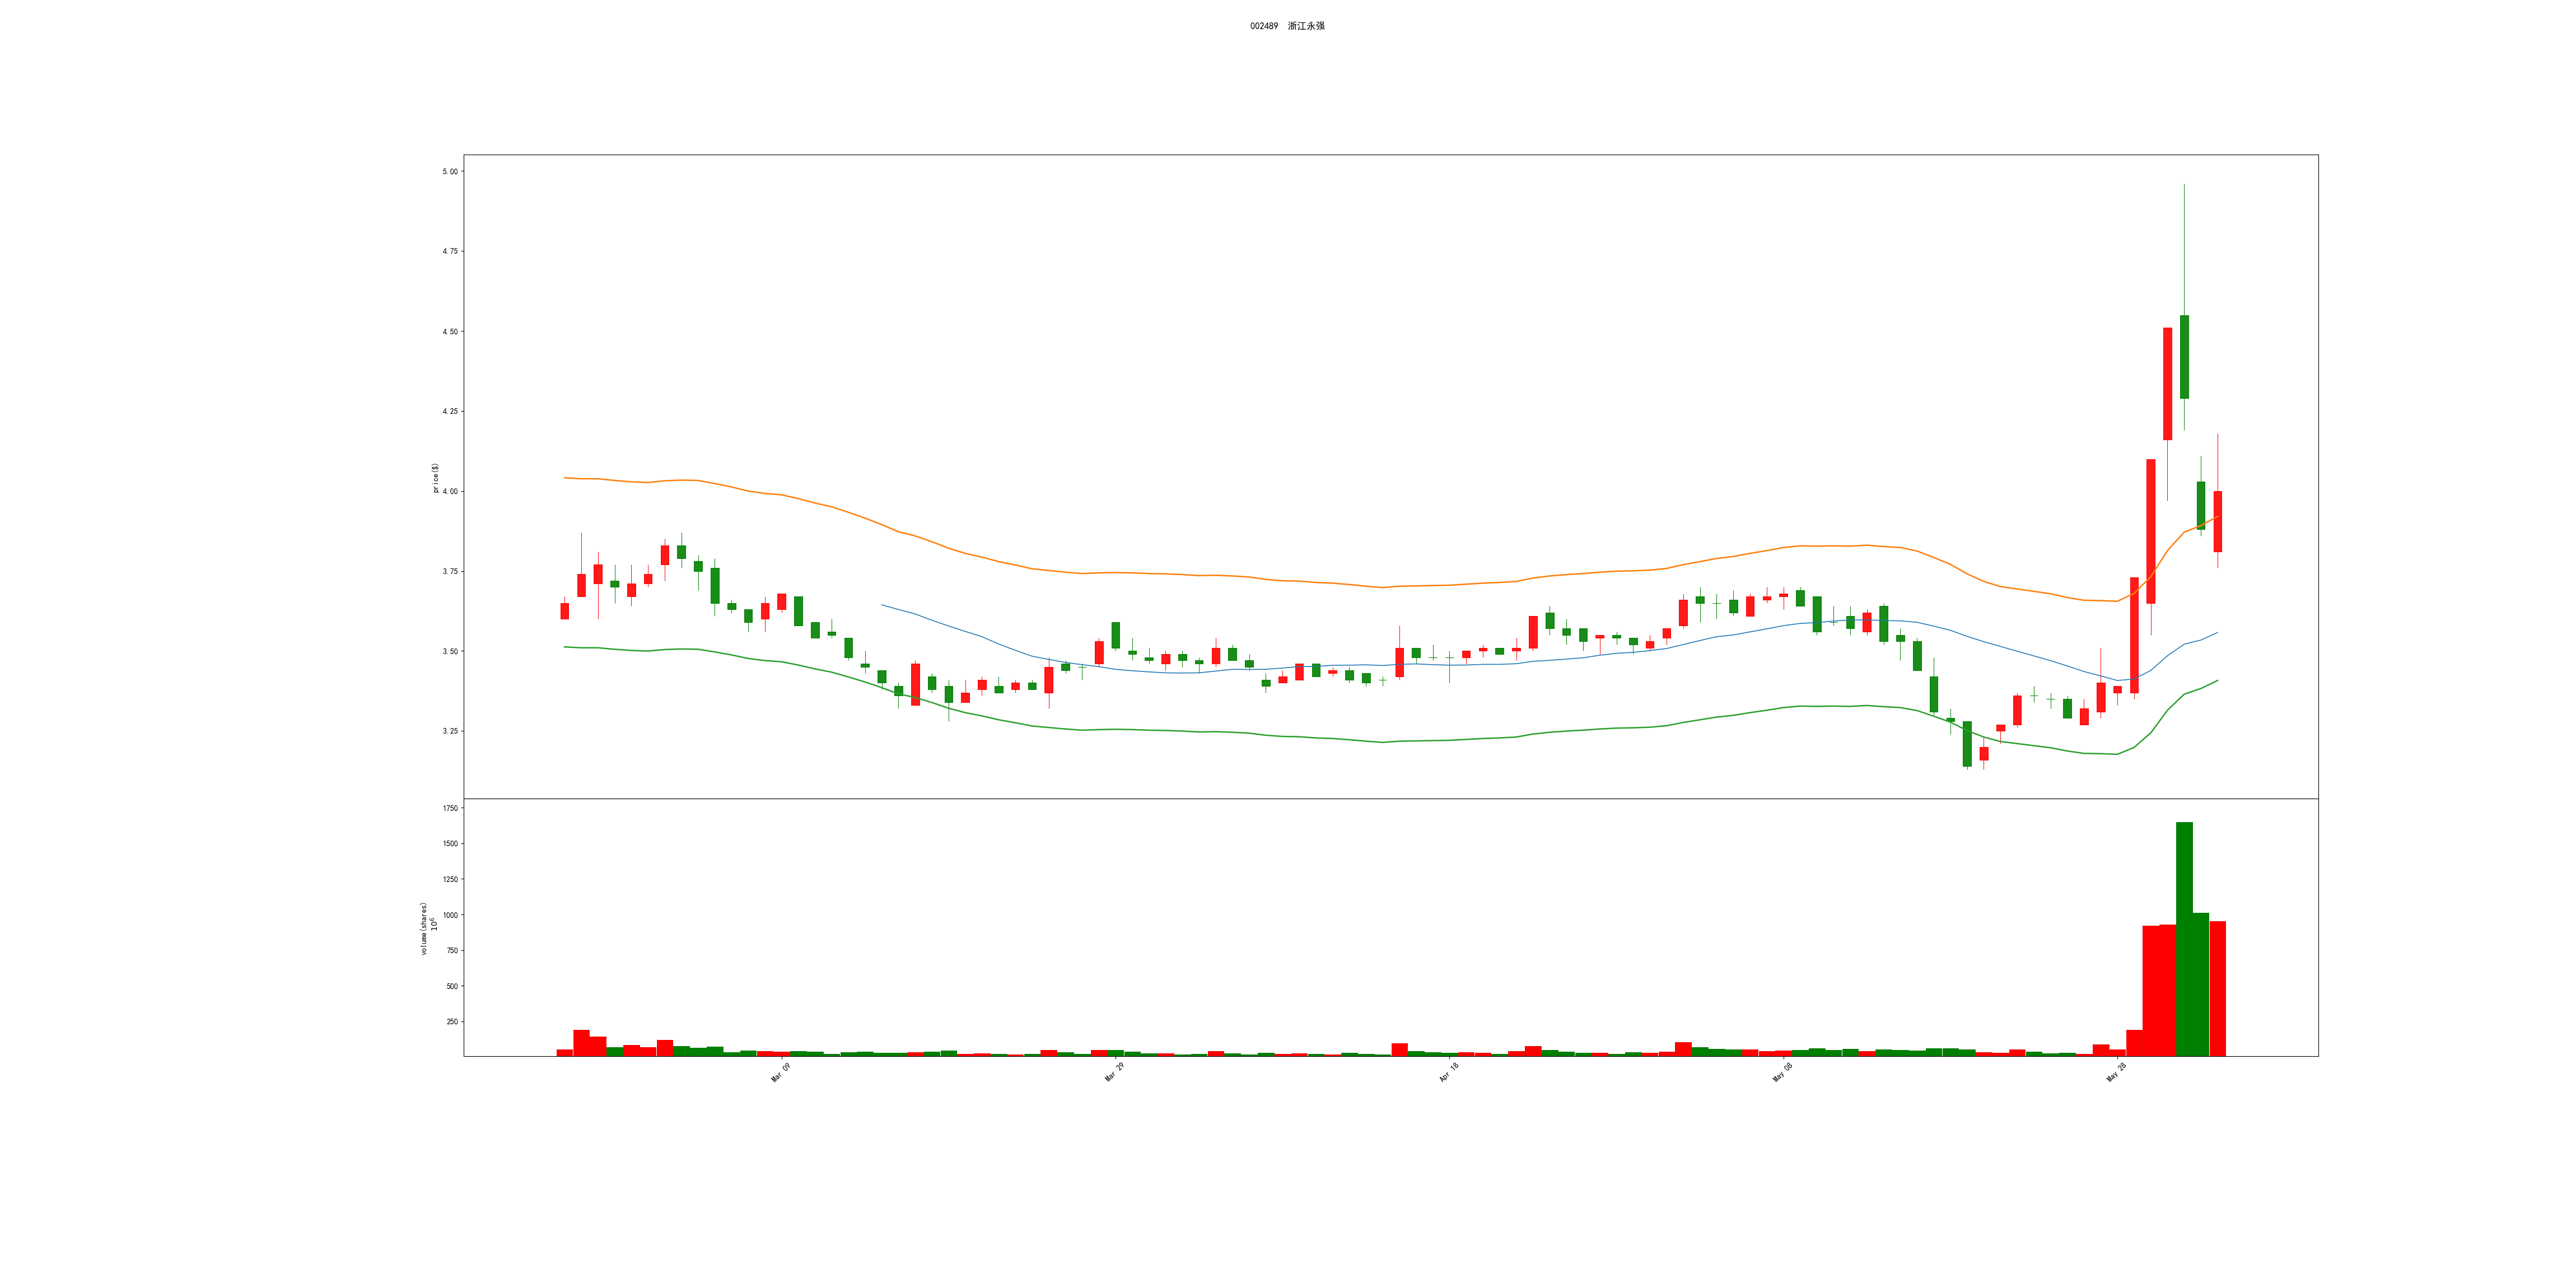 002489 浙江永强
5.00
4.75
4.50
4.25
4.00
3.75
3.50
3.25
price($)
1750
1500
1250
1000
750
500
250
volume(shares)
10^6
Mar 09
Mar 29
Apr 18
May 08
May 28